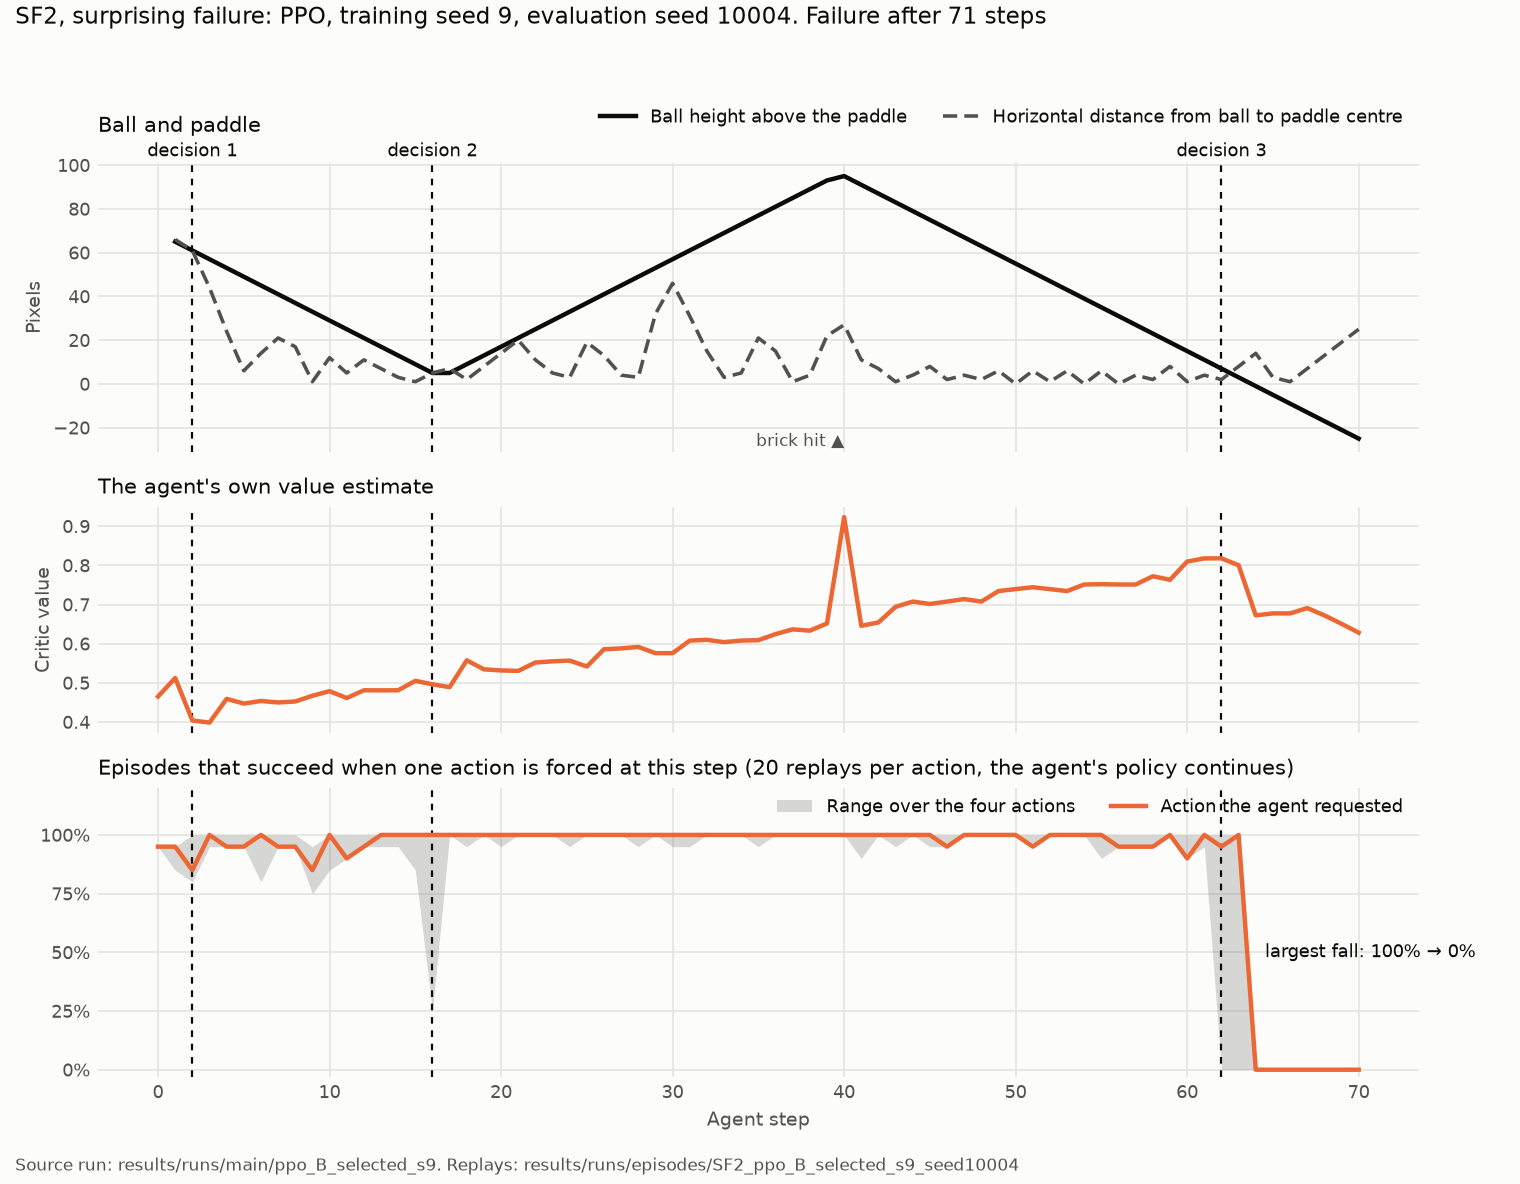 SF2, surprising failure: PPO, training seed 9, evaluation seed 10004. Failure after 71 steps
Ball height above the paddle
Horizontal distance from ball to paddle centre
Ball and paddle
decision 1
decision 2
decision 3
100
80
60
40
20
0
−20
Pixels
brick hit ▲
The agent's own value estimate
0.9
0.8
0.7
0.6
0.5
0.4
Critic value
Episodes that succeed when one action is forced at this step (20 replays per action, the agent's policy continues)
Range over the four actions
Action the agent requested
100%
75%
50%
25%
0%
largest fall: 100% → 0%
0 10 20 30 40 50 60 70
Agent step
Source run: results/runs/main/ppo_B_selected_s9. Replays: results/runs/episodes/SF2_ppo_B_selected_s9_seed10004